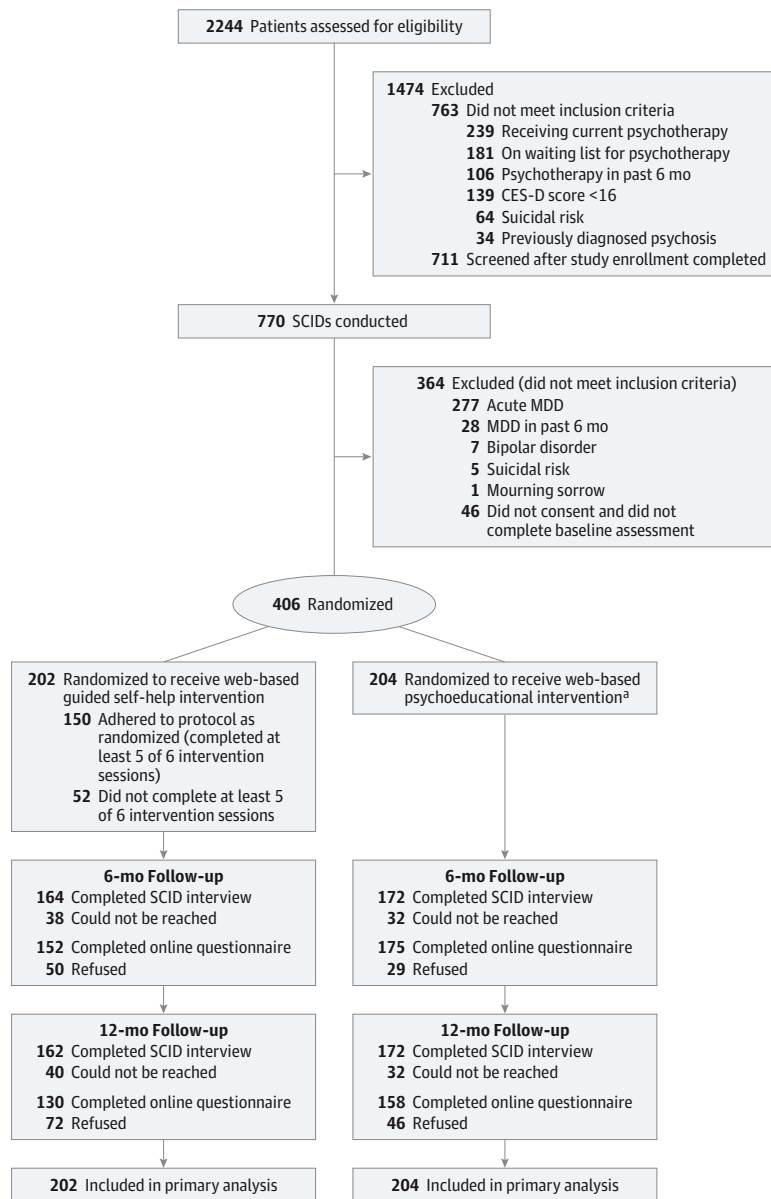 2244 Patients assessed for eligibility
1474 Excluded
763 Did not meet inclusion criteria
239 Receiving current psychotherapy
181 On waiting list for psychotherapy
106 Psychotherapy in past 6 mo
139 CES-D score <16
64 Suicidal risk
34 Previously diagnosed psychosis
711 Screened after study enrollment completed
770 SCIDs conducted
364 Excluded (did not meet inclusion criteria)
277 Acute MDD
28 MDD in past 6 mo
7 Bipolar disorder
5 Suicidal risk
1 Mourning sorrow
46 Did not consent and did not
complete baseline assessment
406 Randomized
202 Randomized to receive web-based
guided self-help intervention
150 Adhered to protocol as
randomized (completed at
least 5 of 6 intervention
sessions)
52 Did not complete at least 5
of 6 intervention sessions
204 Randomized to receive web-based
psychoeducational interventionᵃ
6-mo Follow-up
164 Completed SCID interview
38 Could not be reached
152 Completed online questionnaire
50 Refused
6-mo Follow-up
172 Completed SCID interview
32 Could not be reached
175 Completed online questionnaire
29 Refused
12-mo Follow-up
162 Completed SCID interview
40 Could not be reached
130 Completed online questionnaire
72 Refused
12-mo Follow-up
172 Completed SCID interview
32 Could not be reached
158 Completed online questionnaire
46 Refused
202 Included in primary analysis
204 Included in primary analysis